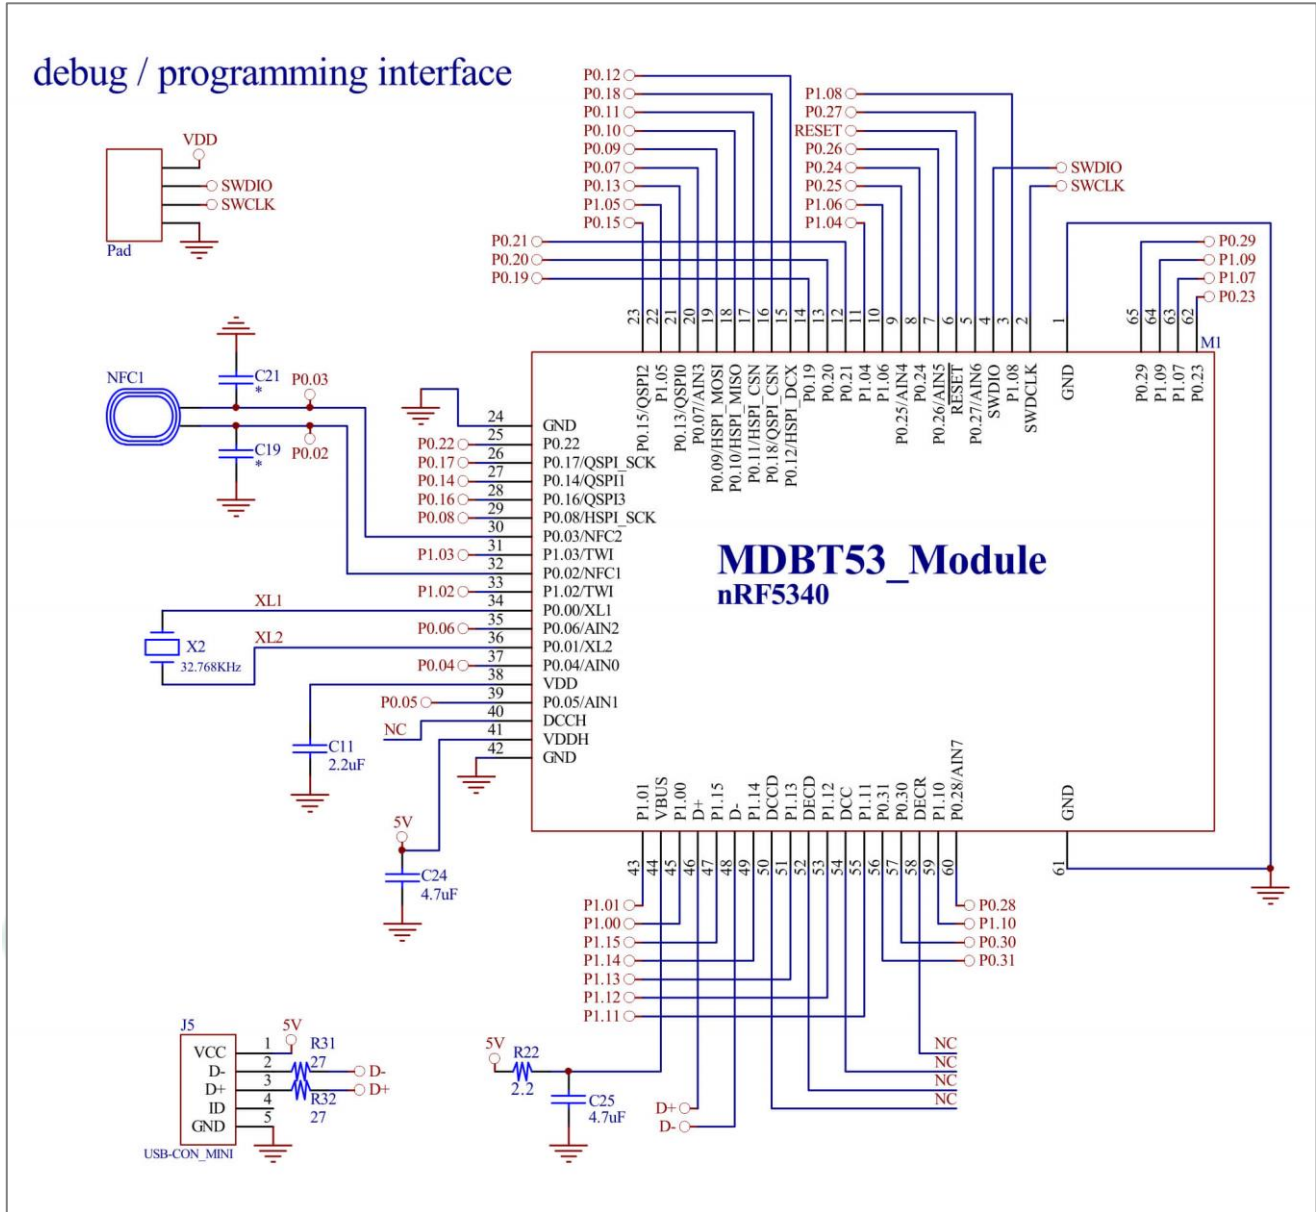 debug / programming interface
VDD
SWDIO
SWCLK
Pad
P0.12
P0.18
P0.11
P0.10
P0.09
P0.07
P0.13
P1.05
P0.15
P0.21
P0.20
P0.19
P1.08
P0.27
RESET
P0.26
P0.24
P0.25
P1.06
P1.04
SWDIO
SWCLK
P0.29
P1.09
P1.07
P0.23
23
22
21
20
19
18
17
16
15
14
13
12
11
10
9
8
7
6
5
4
3
2
1
65
64
63
62
M1
P0.15/QSPI2
P1.05
P0.13/QSPI0
P0.07/AIN3
P0.09/HSPI_MOSI
P0.10/HSPI_MISO
P0.11/HSPI_CSN
P0.18/QSPI_CSN
P0.12/HSPI_DCX
P0.19
P0.20
P0.21
P1.04
P1.06
P0.25/AIN4
P0.24
P0.26/AIN5
RESET
P0.27/AIN6
SWDIO
P1.08
SWDCLK
GND
P0.29
P1.09
P1.07
P0.23
NFC1
C21
*
P0.03
C19
*
P0.02
24 GND
25 P0.22
P0.22
26 P0.17/QSPI_SCK
P0.17
27 P0.14/QSPI1
P0.14
28 P0.16/QSPI3
P0.16
29 P0.08/HSPI_SCK
P0.08
30 P0.03/NFC2
31 P1.03/TWI
P1.03
32 P0.02/NFC1
33 P1.02/TWI
P1.02
34 P0.00/XL1
XL1
35 P0.06/AIN2
P0.06
36 P0.01/XL2
XL2
37 P0.04/AIN0
P0.04
38 VDD
39 P0.05/AIN1
P0.05
40 DCCH
NC
41 VDDH
42 GND
MDBT53_Module
nRF5340
X2
32.768KHz
C11
2.2uF
5V
C24
4.7uF
P1.01
VBUS
P1.00
D+
P1.15
D-
P1.14
DCCD
P1.13
DECD
P1.12
DCC
P1.11
P0.31
P0.30
DECR
P1.10
P0.28/AIN7
GND
43
44
45
46
47
48
49
50
51
52
53
54
55
56
57
58
59
60
61
P1.01
P1.00
P1.15
P1.14
P1.13
P1.12
P1.11
P0.28
P1.10
P0.30
P0.31
NC
NC
NC
NC
J5
5V
VCC 1
D- 2
D+ 3
ID 4
GND 5
R31
27
D-
D+
R32
27
USB-CON_MINI
5V
R22
2.2
C25
4.7uF
D+
D-